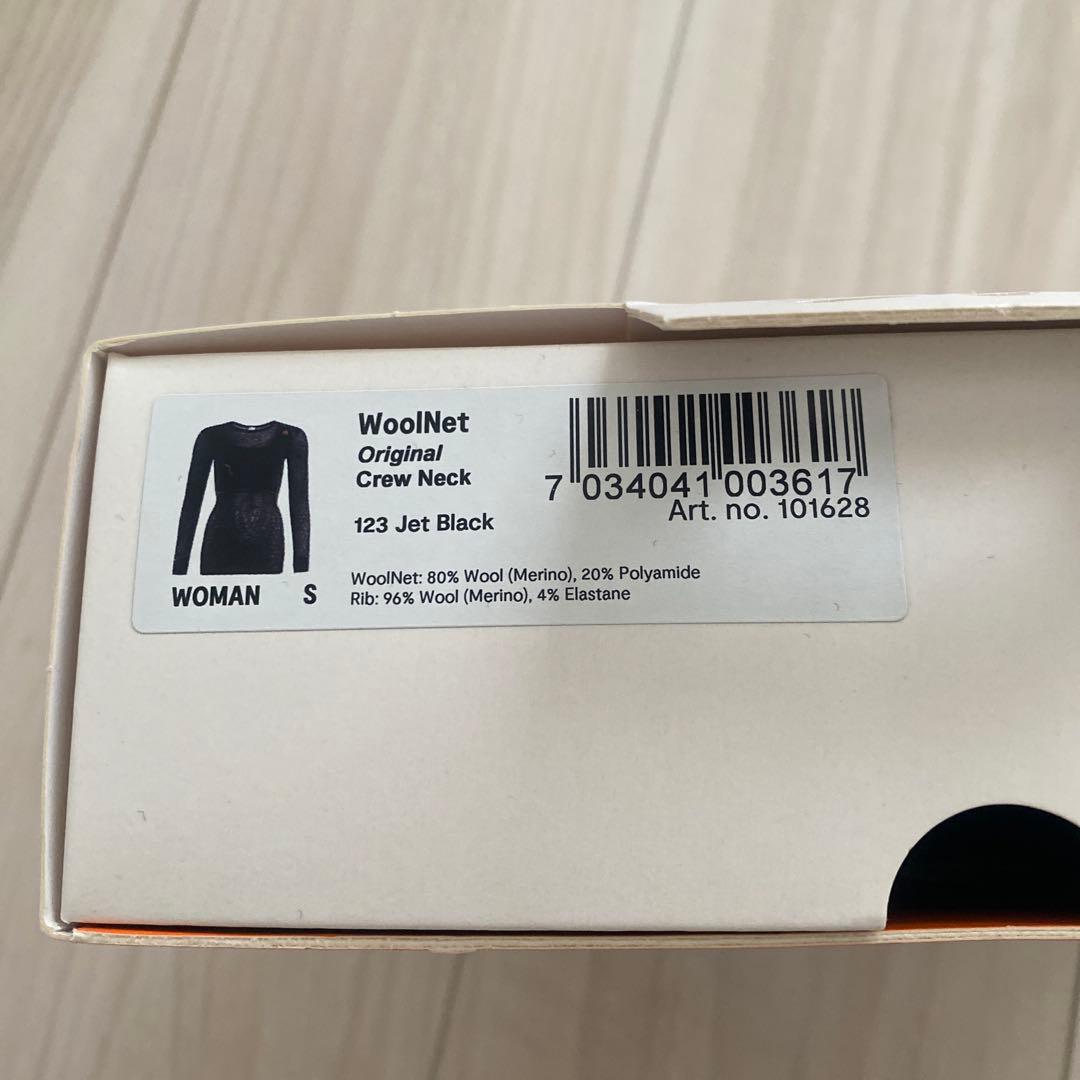 WoolNet
Original
Crew Neck
123 Jet Black
7 034041 003617
Art. no. 101628
WOMAN S
WoolNet: 80% Wool (Merino), 20% Polyamide
Rib: 96% Wool (Merino), 4% Elastane